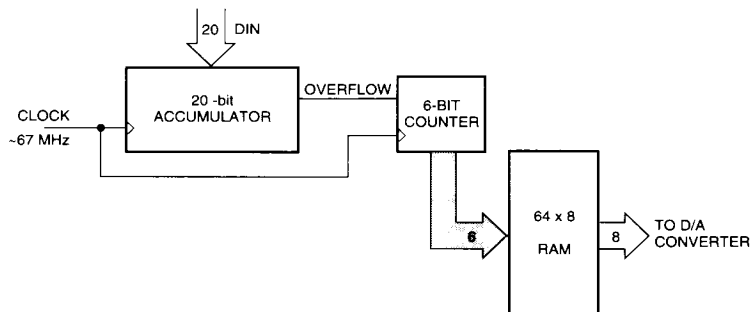 20 DIN
20 -bit
ACCUMULATOR
OVERFLOW
6-BIT
COUNTER
CLOCK
~67 MHz
6
64 x 8
RAM
8
TO D/A
CONVERTER